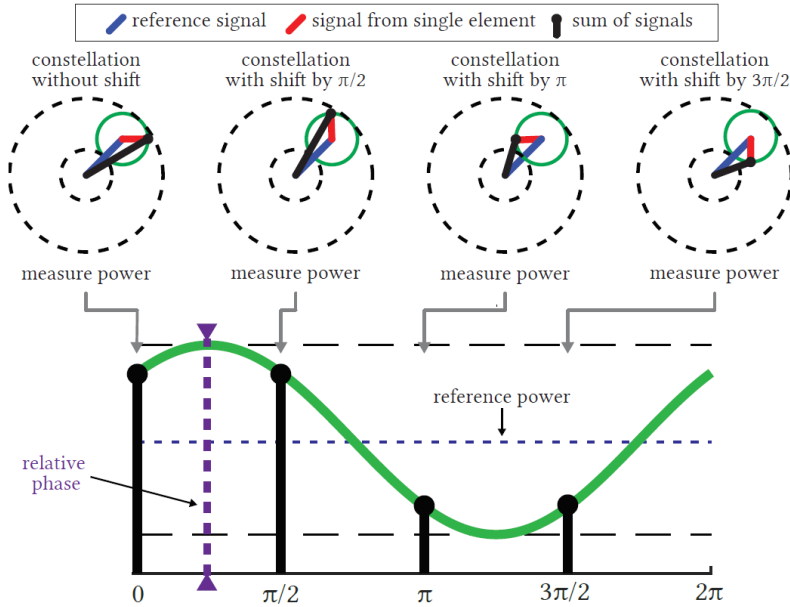 reference signal
signal from single element
sum of signals
constellation
without shift
constellation
with shift by π/2
constellation
with shift by π
constellation
with shift by 3π/2
measure power
measure power
measure power
measure power
reference power
relative
phase
0
π/2
π
3π/2
2π